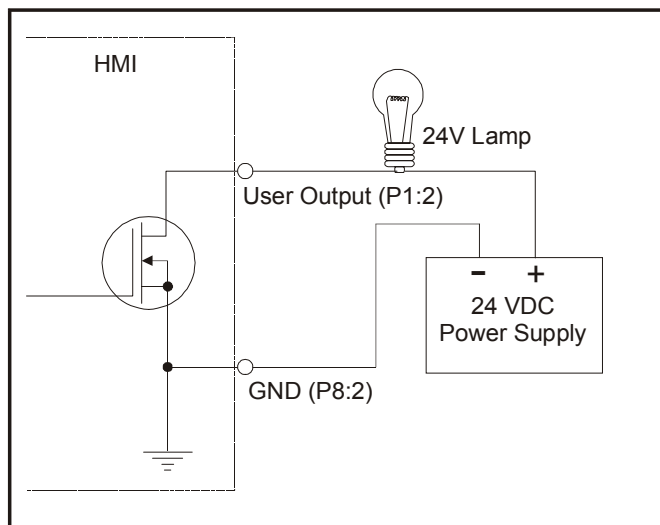 HMI
24V Lamp
User Output (P1:2)
- +
24 VDC
Power Supply
GND (P8:2)